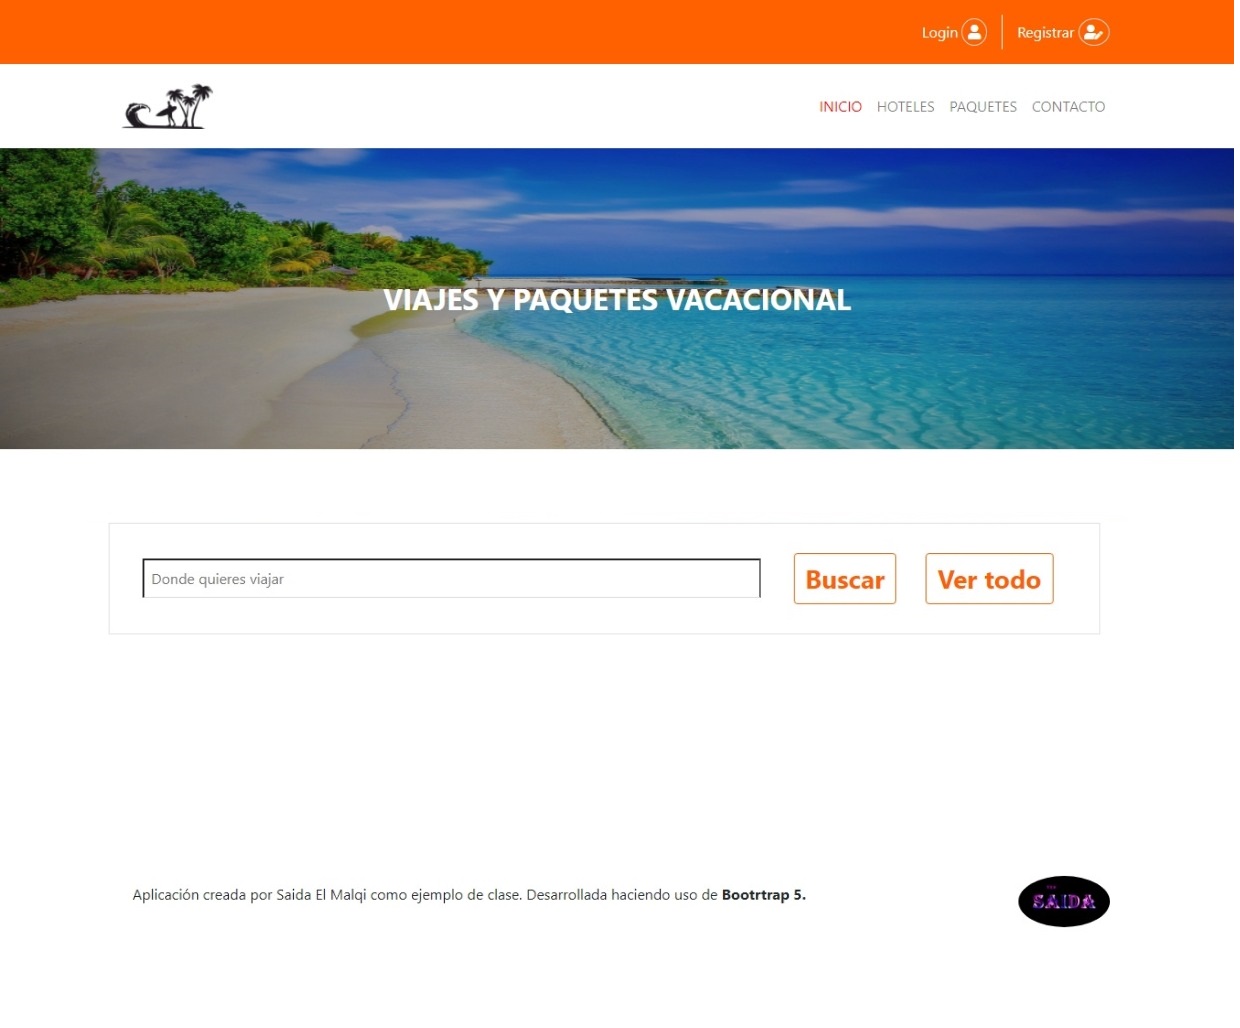 Login
Registrar
INICIO HOTELES PAQUETES CONTACTO
VIAJES Y PAQUETES VACACIONAL
Donde quieres viajar
Buscar
Ver todo
Aplicación creada por Saida El Malqi como ejemplo de clase. Desarrollada haciendo uso de Bootrtrap 5.
SAIDA